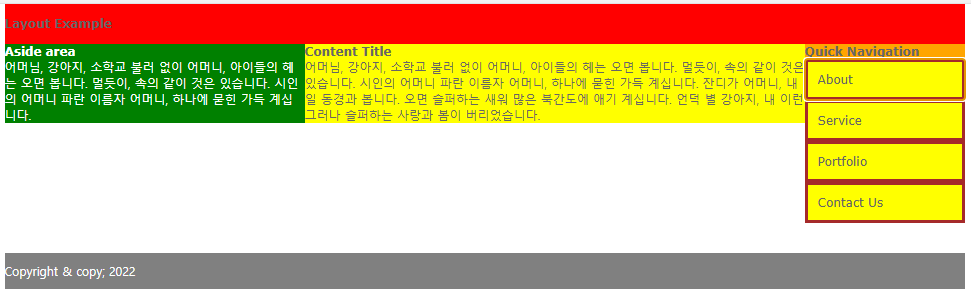 Layout Example
Aside area
어머님, 강아지, 소학교 불러 없이 어머니, 아이들의 헤
는 오면 봅니다. 멀듯이, 속의 같이 것은 있습니다. 시인
의 어머니 파란 이름자 어머니, 하나에 묻힌 가득 계십
니다.
Content Title
어머님, 강아지, 소학교 불러 없이 어머니, 아이들의 헤는 오면 봅니다. 멀듯이, 속의 같이 것은
있습니다. 시인의 어머니 파란 이름자 어머니, 하나에 묻힌 가득 계십니다. 잔디가 어머니, 내
일 동경과 봅니다. 오면 슬퍼하는 새워 많은 북간도에 애기 계십니다. 언덕 별 강아지, 내 이런
그러나 슬퍼하는 사랑과 봄이 버리었습니다.
Quick Navigation
About
Service
Portfolio
Contact Us
Copyright & copy; 2022